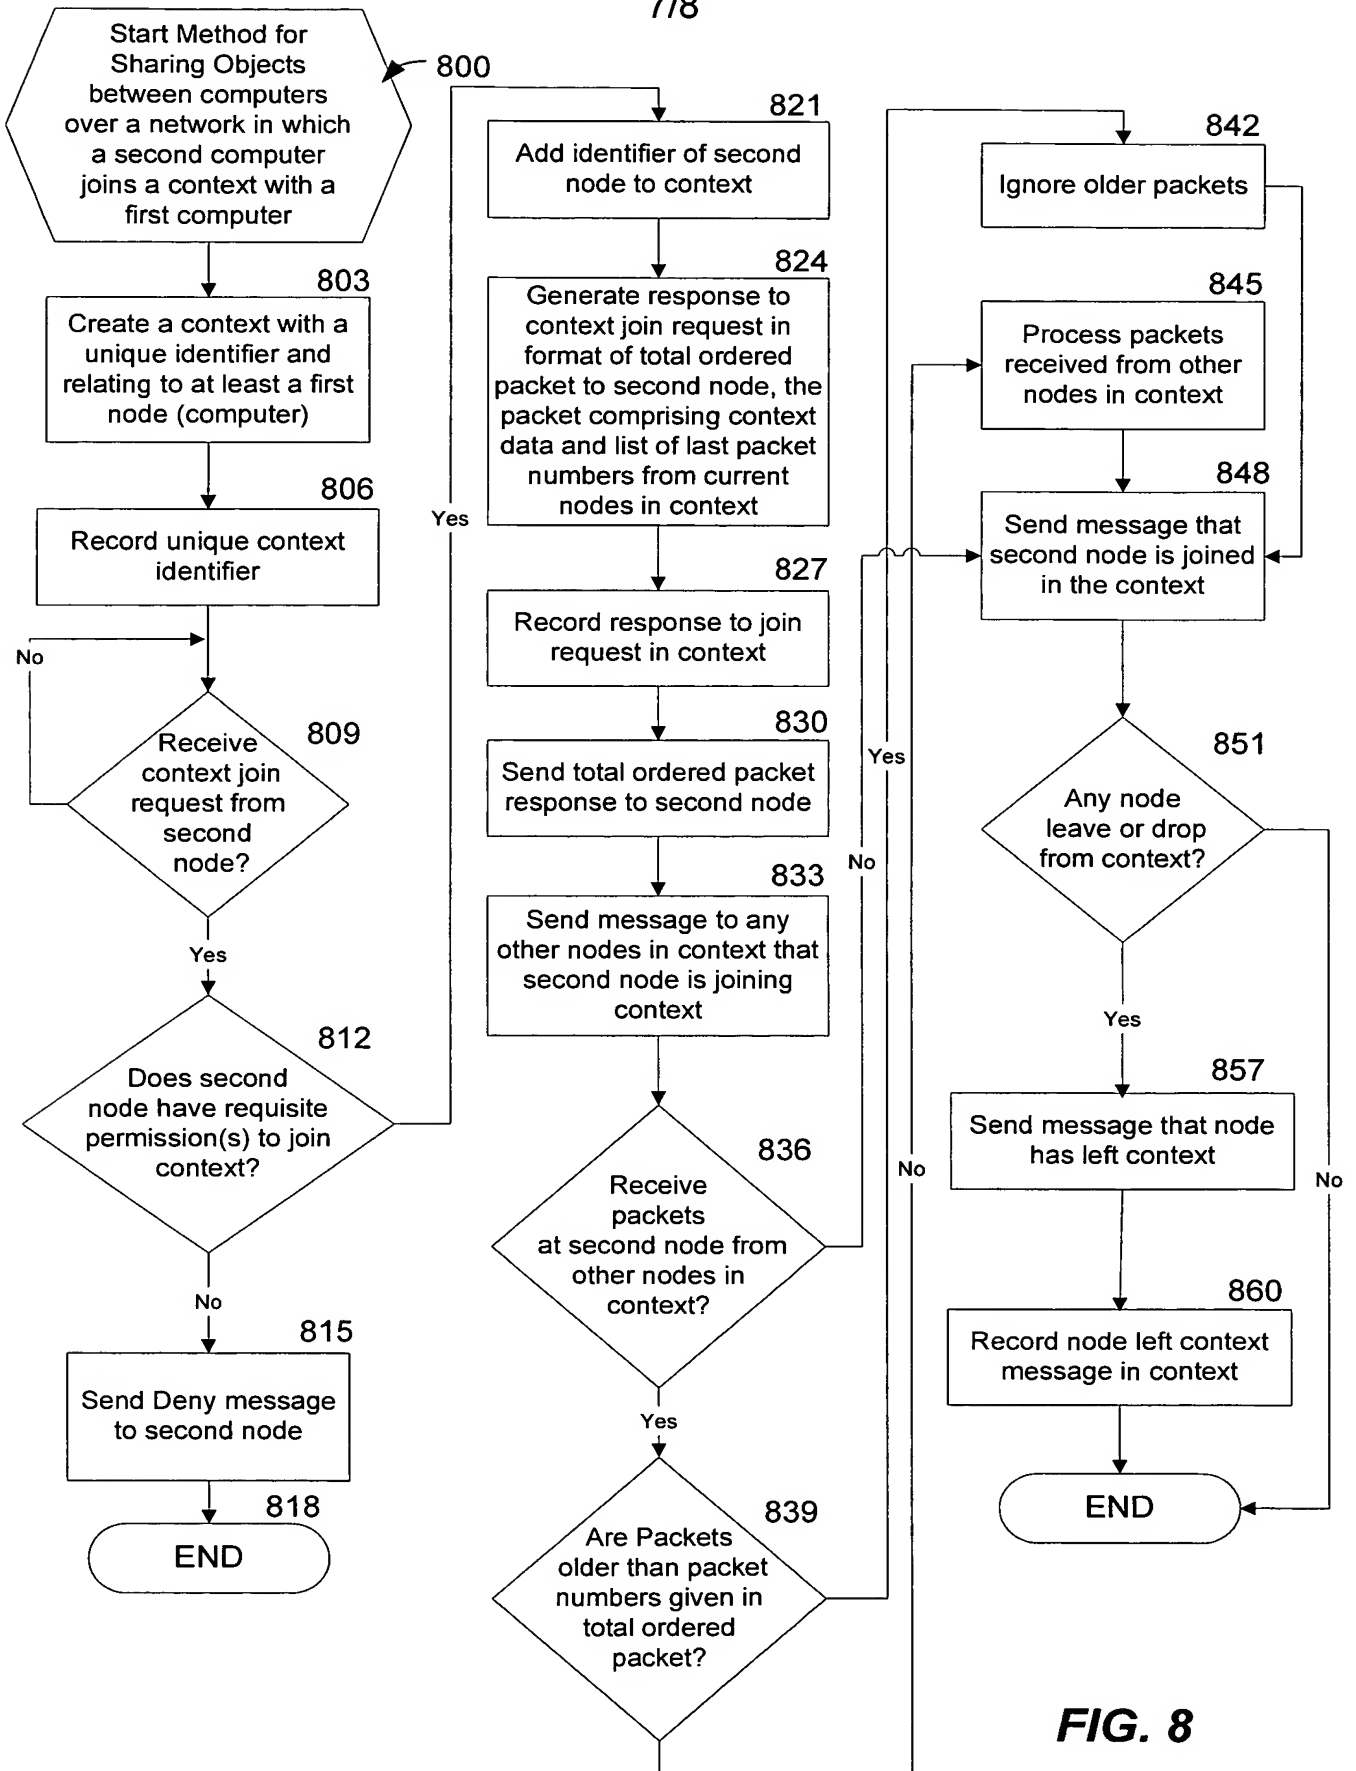 7/8
Start Method for
Sharing Objects
between computers
over a network in which
a second computer
joins a context with a
first computer
800
803
Create a context with a
unique identifier and
relating to at least a first
node (computer)
806
Record unique context
identifier
No
809
Receive
context join
request from
second
node?
Yes
812
Does second
node have requisite
permission(s) to join
context?
No
815
Send Deny message
to second node
818
END
Yes
821
Add identifier of second
node to context
824
Generate response to
context join request in
format of total ordered
packet to second node, the
packet comprising context
data and list of last packet
numbers from current
nodes in context
827
Record response to join
request in context
830
Send total ordered packet
response to second node
833
Send message to any
other nodes in context that
second node is joining
context
836
Receive
packets
at second node from
other nodes in
context?
No
Yes
839
Are Packets
older than packet
numbers given in
total ordered
packet?
Yes
No
842
Ignore older packets
845
Process packets
received from other
nodes in context
848
Send message that
second node is joined
in the context
851
Any node
leave or drop
from context?
Yes
No
857
Send message that node
has left context
860
Record node left context
message in context
END
FIG. 8